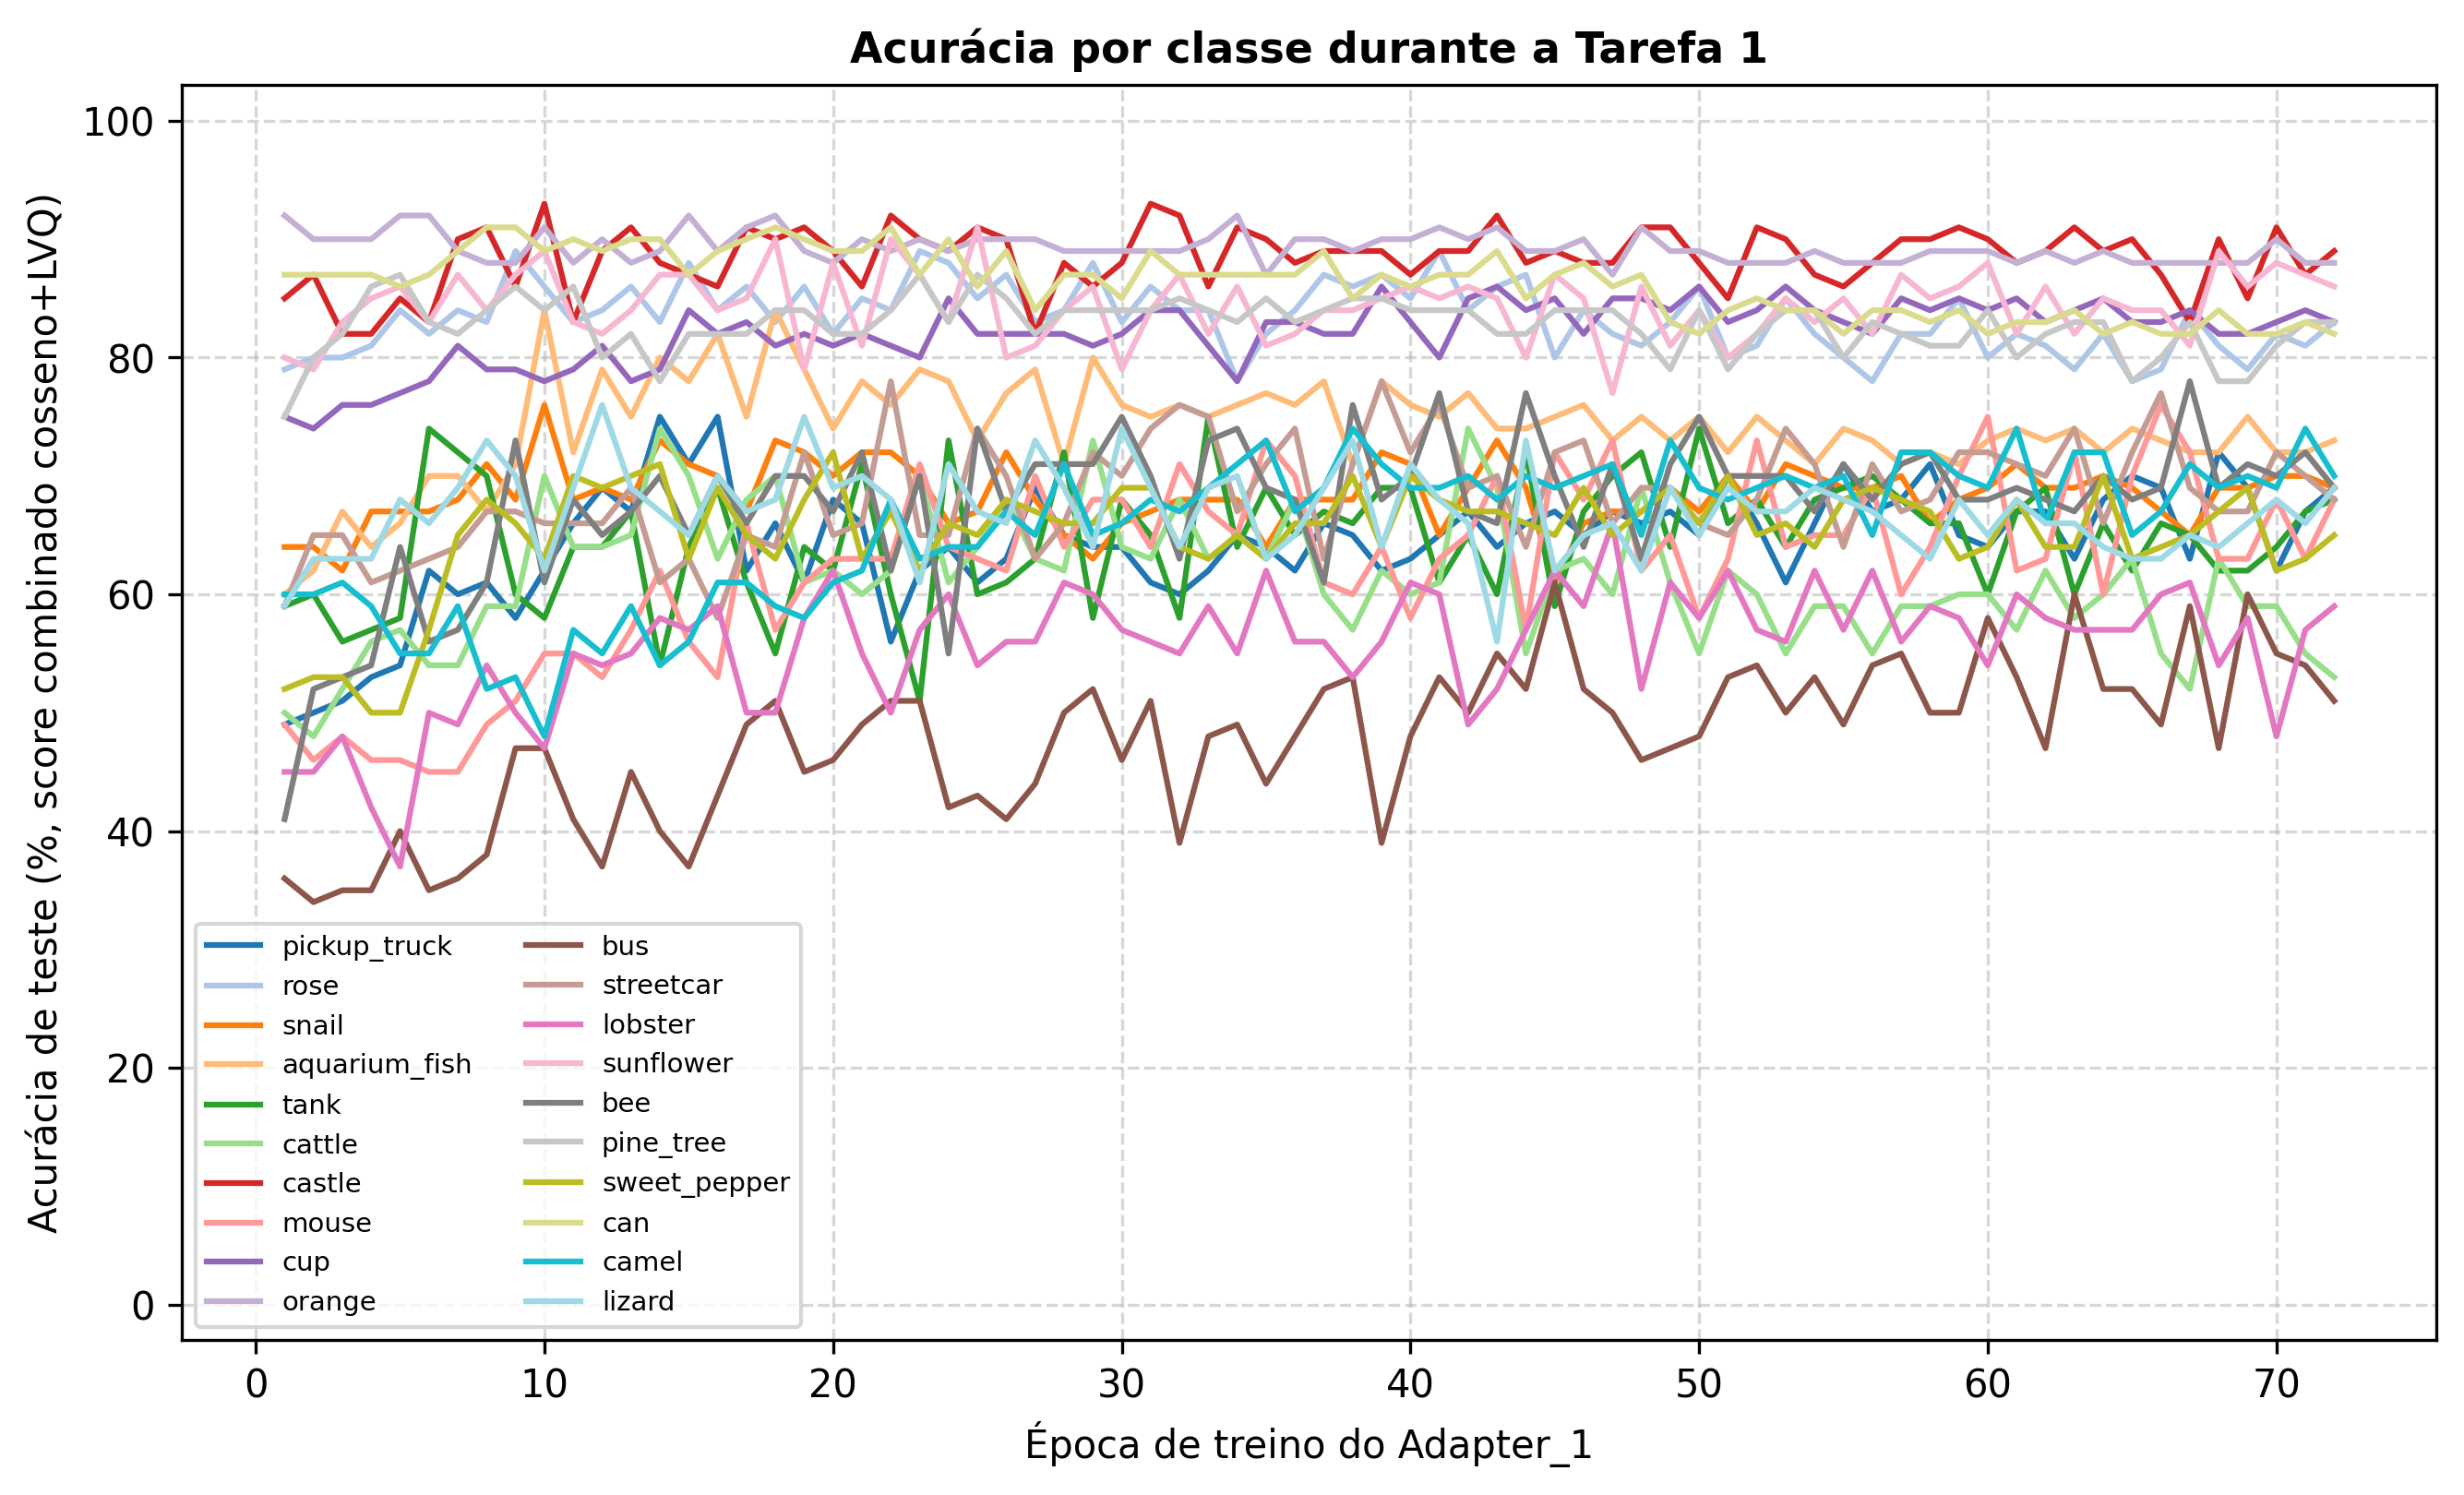 Acurácia por classe durante a Tarefa 1
Acurácia de teste (%, score combinado cosseno+LVQ)
100
80
60
40
20
0
pickup_truck
rose
snail
aquarium_fish
tank
cattle
castle
mouse
cup
orange
bus
streetcar
lobster
sunflower
bee
pine_tree
sweet_pepper
can
camel
lizard
0 10 20 30 40 50 60 70
Época de treino do Adapter_1